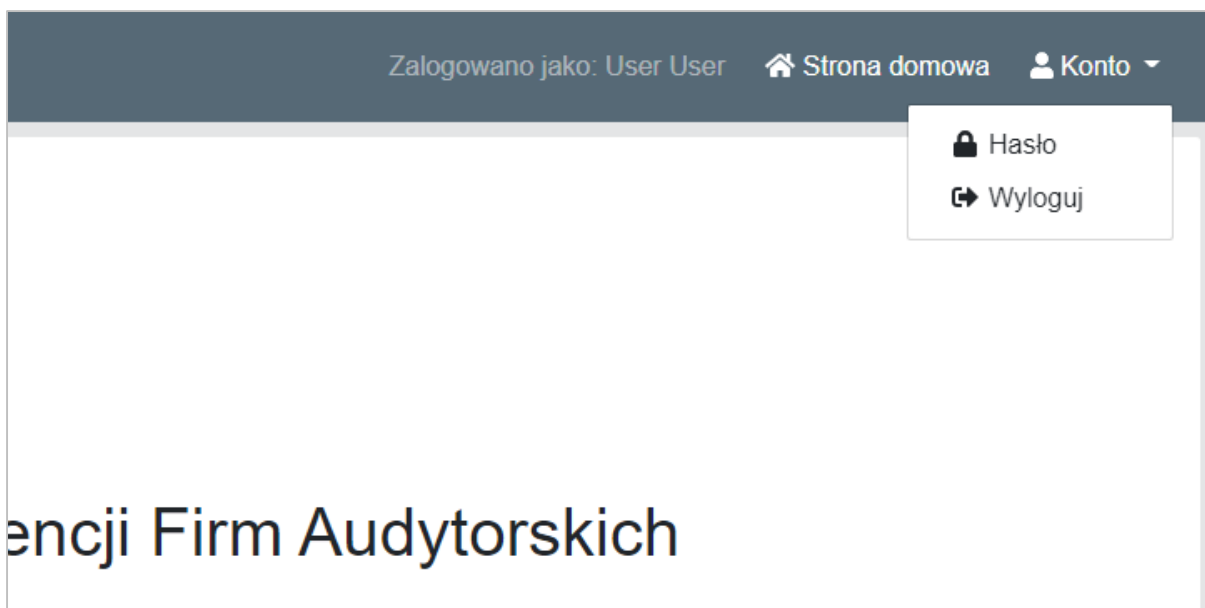 Zalogowano jako: User User Strona domowa Konto
Hasło
Wyloguj
encji Firm Audytorskich